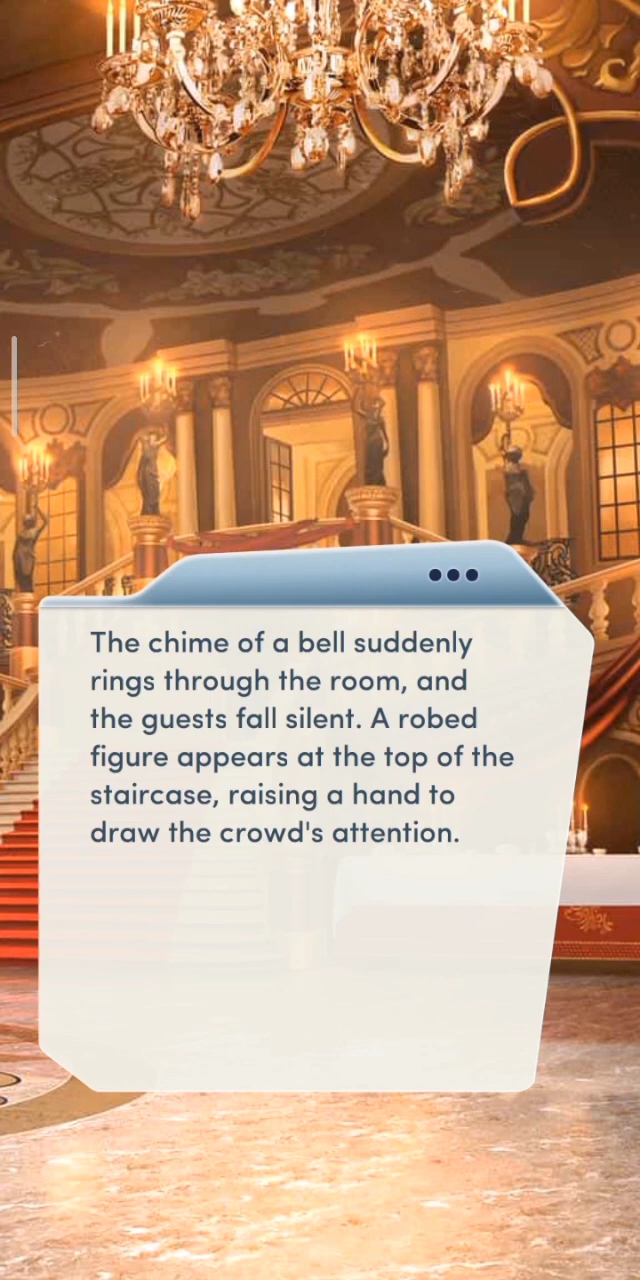 The chime of a bell suddenly
rings through the room, and
the guests fall silent. A robed
figure appears at the top of the
staircase, raising a hand to
draw the crowd's attention.